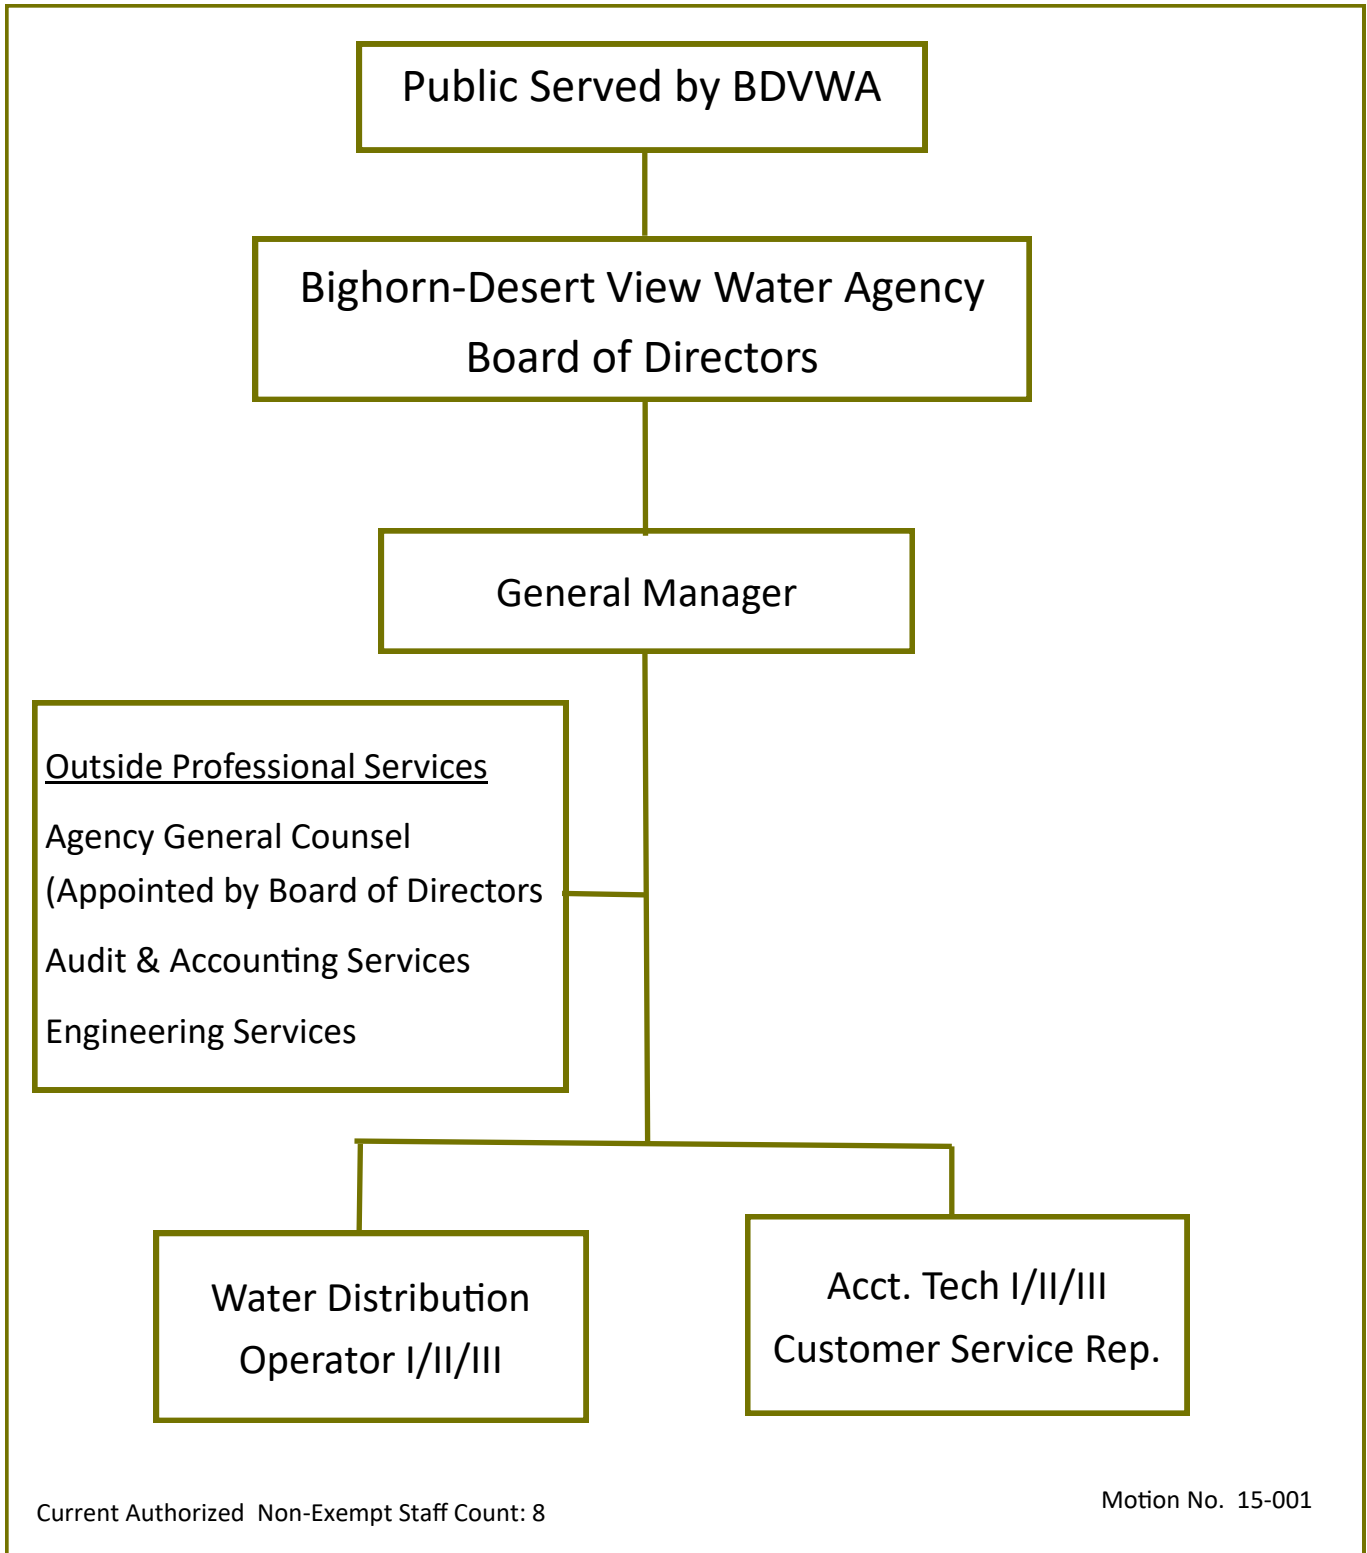 Public Served by BDVWA
Bighorn-Desert View Water Agency
Board of Directors
General Manager
Outside Professional Services
Agency General Counsel
(Appointed by Board of Directors
Audit & Accounting Services
Engineering Services
Water Distribution
Operator I/II/III
Acct. Tech I/II/III
Customer Service Rep.
Current Authorized  Non-Exempt Staff Count: 8
Motion No.  15-001